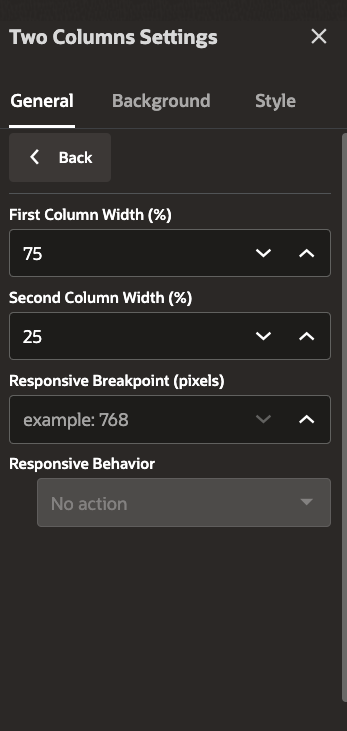 Two Columns Settings
General Background Style
Back
First Column Width (%)
75
Second Column Width (%)
25
Responsive Breakpoint (pixels)
example: 768
Responsive Behavior
No action